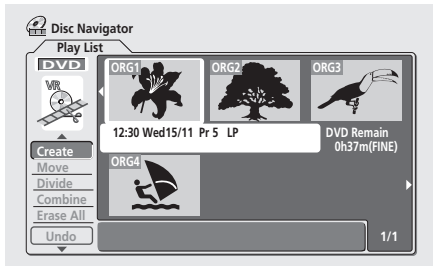 Disc Navigator
Play List
DVD
VR
ORG1
ORG2
ORG3
12:30 Wed15/11 Pr 5 LP
DVD Remain
0h37m(FINE)
Create
Move
Divide
Combine
Erase All
Undo
ORG4
1/1